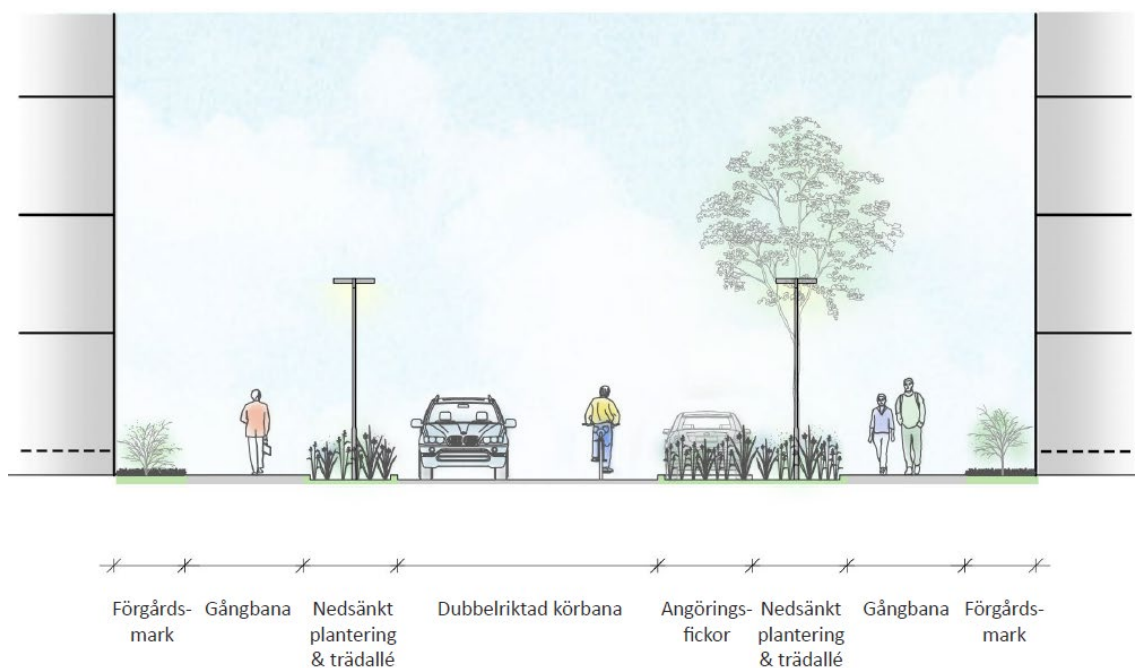 Förgårds-
mark
Gångbana
Nedsänkt
plantering
& trädallé
Dubbelriktad körbana
Angörings-
fickor
Nedsänkt
plantering
& trädallé
Gångbana
Förgårds-
mark